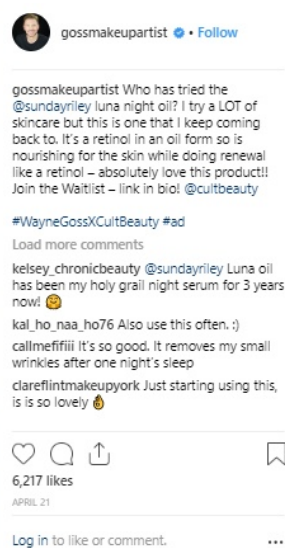 gossmakeupartist • Follow
gossmakeupartist Who has tried the
@sundayriley luna night oil? I try a LOT of
skincare but this is one that I keep coming
back to. It's a retinol in an oil form so is
nourishing for the skin while doing renewal
like a retinol – absolutely love this product!!
Join the Waitlist – link in bio! @cultbeauty
#WayneGossXCultBeauty #ad
Load more comments
kelsey_chronicbeauty @sundayriley Luna oil
has been my holy grail night serum for 3 years
now! 😊
kal_ho_naa_ho76 Also use this often. :)
callmefifiii It's so good. It removes my small
wrinkles after one night's sleep
clareflintmakeupyork Just starting using this,
is is so lovely 👌
6,217 likes
APRIL 21
Log in to like or comment.